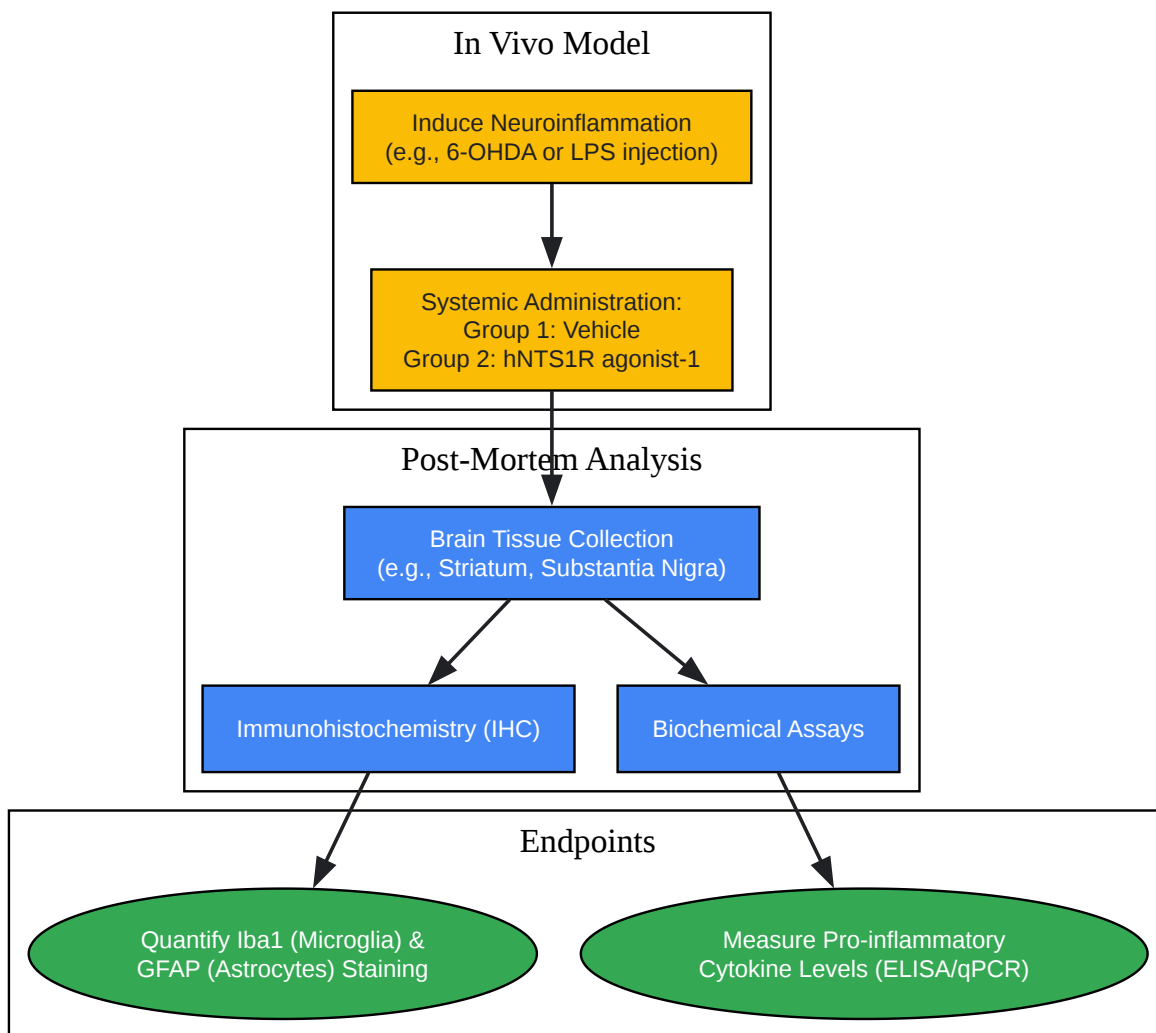 In Vivo Model
Induce Neuroinflammation
(e.g., 6-OHDA or LPS injection)
Systemic Administration:
Group 1: Vehicle
Group 2: hNTS1R agonist-1
Post-Mortem Analysis
Brain Tissue Collection
(e.g., Striatum, Substantia Nigra)
Immunohistochemistry (IHC)
Biochemical Assays
Endpoints
Quantify Iba1 (Microglia) &
GFAP (Astrocytes) Staining
Measure Pro-inflammatory
Cytokine Levels (ELISA/qPCR)